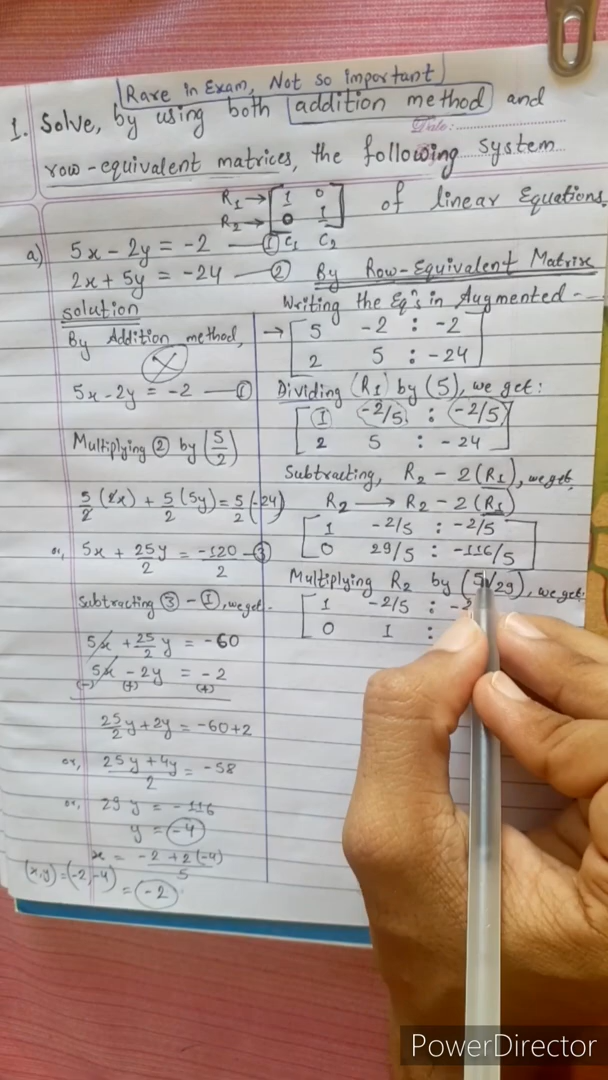 Rare in Exam, Not so important
1. Solve, by using both addition method and
Date:
row-equivalent matrices, the following system
R1 → [ 1 0 ] of linear Equations.
R2 → [ 0 1 ]
C1 C2
a) 5x - 2y = -2 — ①
2x + 5y = -24 — ②
solution
By Addition method,
5x - 2y = -2 — ①
Multiplying ② by (5/2)
5/2 (2x) + 5/2 (5y) = 5/2 (-24)
or, 5x + 25y/2 = -120/2 — ③
Subtracting ③ - ①, we get.
5x + 25/2 y = -60
5x - 2y = -2
(-) (+) (+)
25/2 y + 2y = -60 + 2
or, 25y + 4y / 2 = -58
or, 29y = -116
y = -4
x = -2 + 2(-4) / 5
(x,y) = (-2, -4)
= -2
By Row-Equivalent Matrix
Writing the Eqns in Augmented -
→ [ 5 -2 : -2 ]
[ 2 5 : -24 ]
Dividing (R1) by (5), we get:
[ 1 -2/5 : -2/5 ]
[ 2 5 : -24 ]
Subtracting, R2 - 2(R1), we get,
R2 → R2 - 2(R1)
[ 1 -2/5 : -2/5 ]
[ 0 29/5 : -116/5 ]
Multiplying R2 by (5/29), we get.
[ 1 -2/5 : -2
[ 0 1 :
PowerDirector